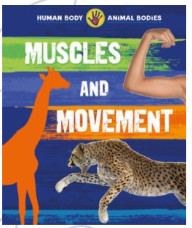 HUMAN BODY ANIMAL BODIES
MUSCLES
AND
MOVEMENT